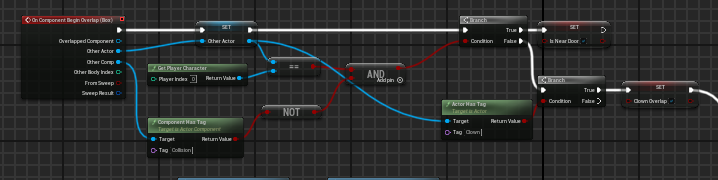 On Component Begin Overlap (Box)
Overlapped Component
Other Actor
Other Comp
Other Body Index
From Sweep
Sweep Result
SET
Other Actor
Get Player Character
Player Index 0
Return Value
==
Component Has Tag
Target is Actor Component
Target
Return Value
Tag Collision
NOT
AND
Add pin
Branch
True
Condition
False
SET
Is Near Door
Actor Has Tag
Target is Actor
Target
Return Value
Tag Clown
Branch
True
Condition
False
SET
Clown Overlap